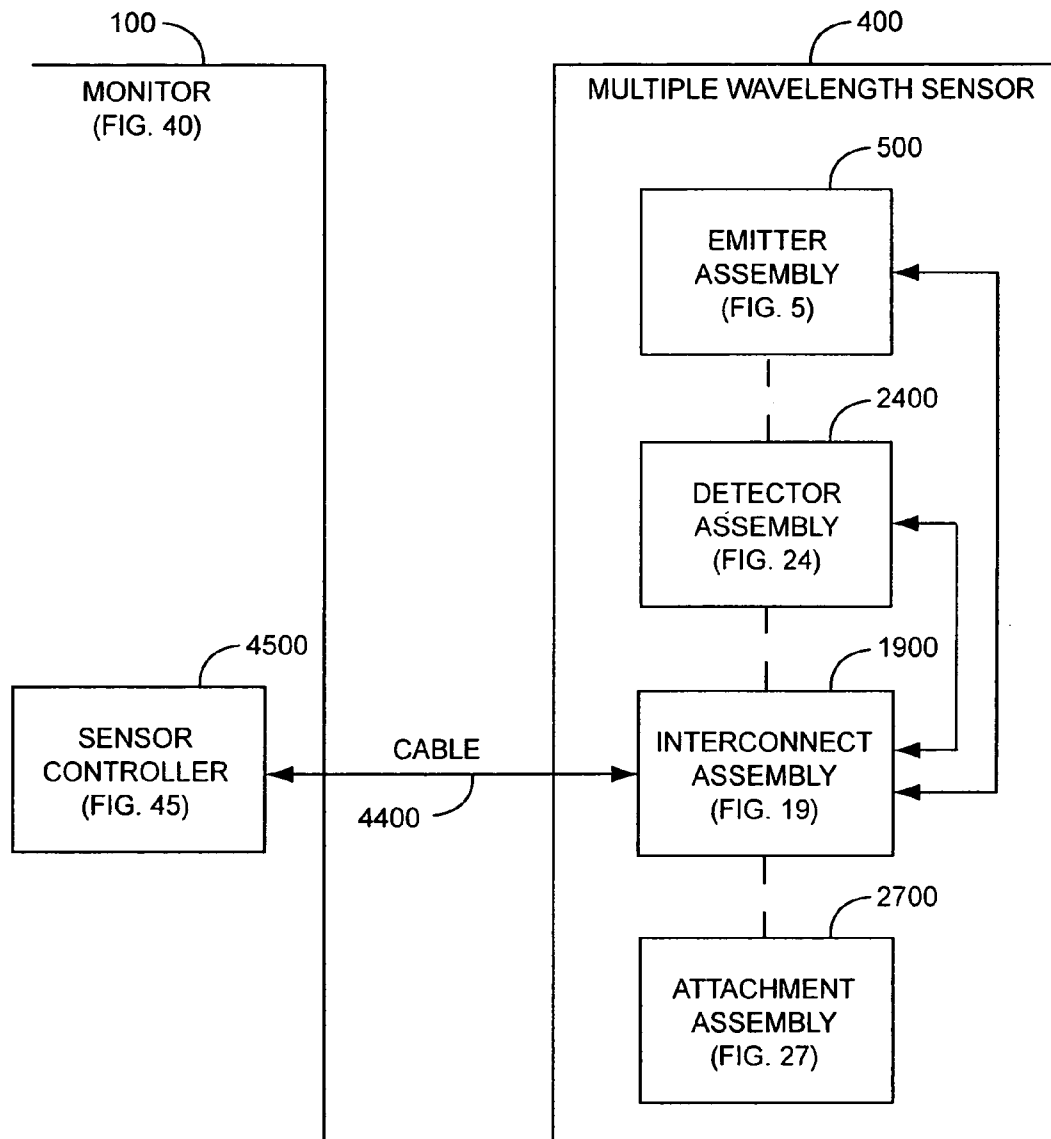 100
MONITOR
(FIG. 40)
400
MULTIPLE WAVELENGTH SENSOR
500
EMITTER
ASSEMBLY
(FIG. 5)
2400
DETECTOR
ASSEMBLY
(FIG. 24)
4500
SENSOR
CONTROLLER
(FIG. 45)
CABLE
4400
1900
INTERCONNECT
ASSEMBLY
(FIG. 19)
2700
ATTACHMENT
ASSEMBLY
(FIG. 27)